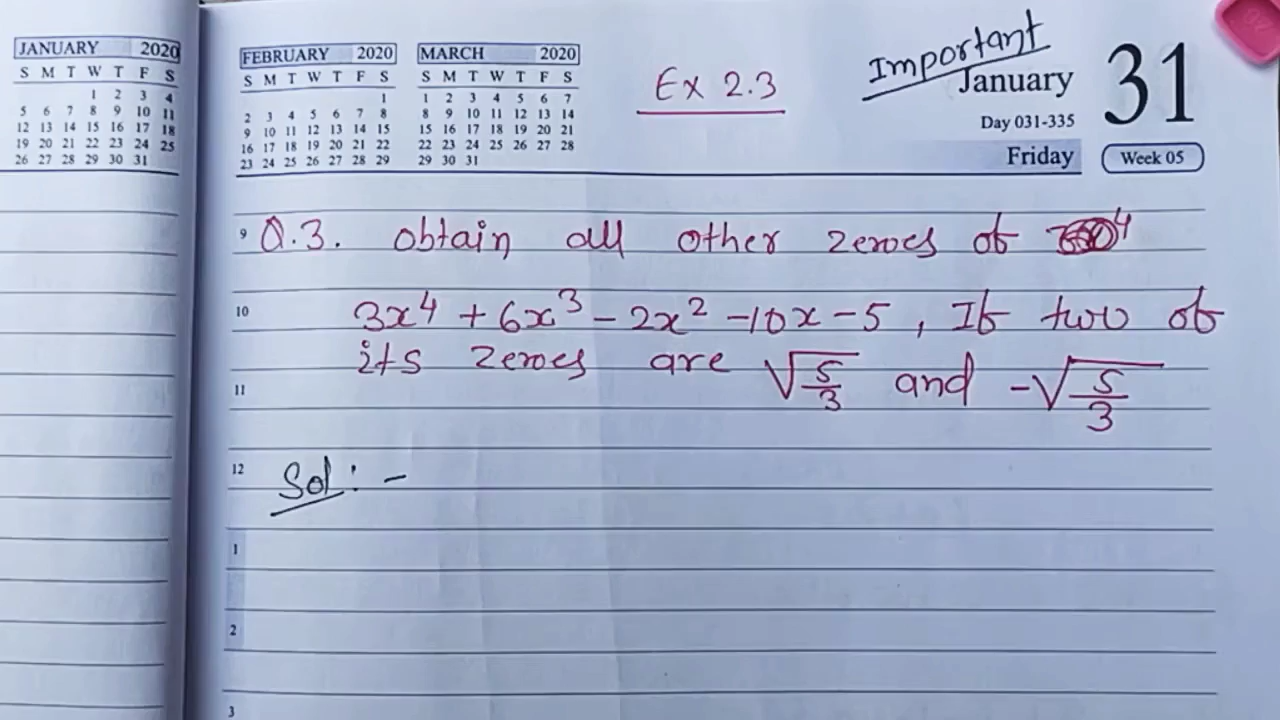 JANUARY 2020
S M T W T F S
1 2 3 4
5 6 7 8 9 10 11
12 13 14 15 16 17 18
19 20 21 22 23 24 25
26 27 28 29 30 31
FEBRUARY 2020
S M T W T F S
1
2 3 4 5 6 7 8
9 10 11 12 13 14 15
16 17 18 19 20 21 22
23 24 25 26 27 28 29
MARCH 2020
S M T W T F S
1 2 3 4 5 6 7
8 9 10 11 12 13 14
15 16 17 18 19 20 21
22 23 24 25 26 27 28
29 30 31
Ex 2.3
Important
January 31
Day 031-335
Friday Week 05
9 Q.3. obtain all other zeroes of
10 3x⁴ + 6x³ - 2x² - 10x - 5 , If two of
its zeroes are √5/3 and -√5/3
11
12 Sol: -
1
2
3